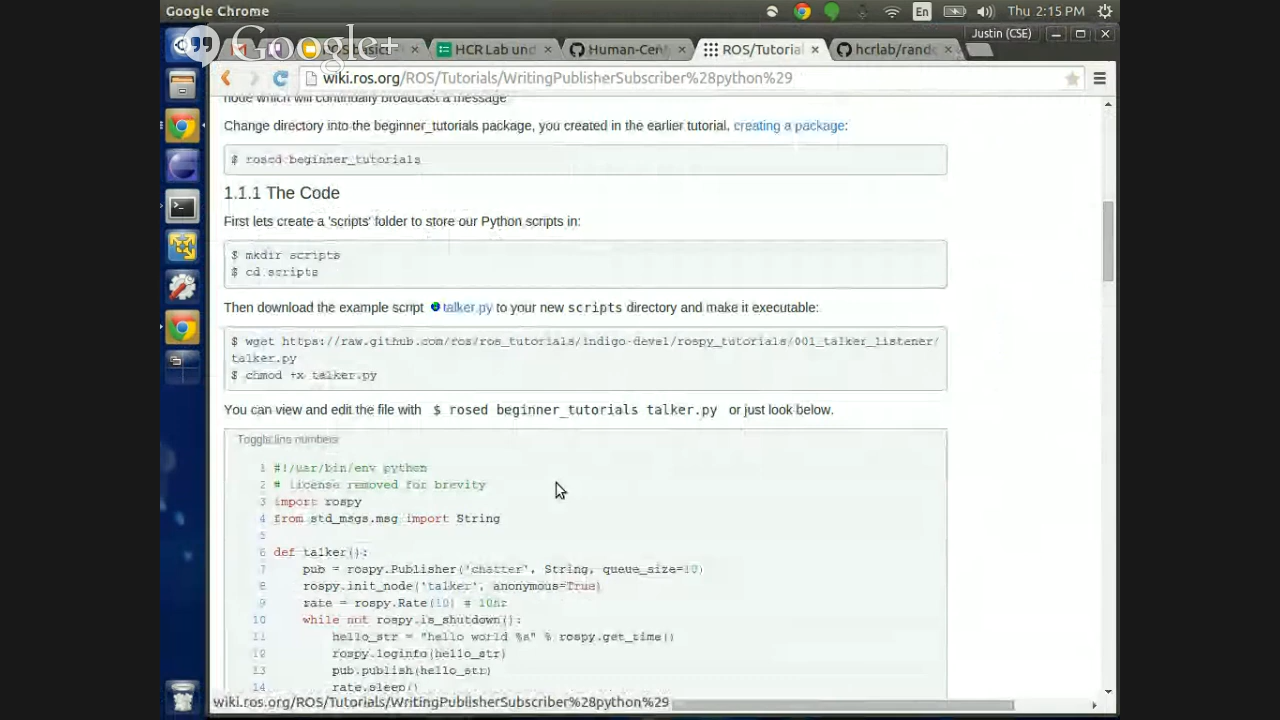 Google Chrome
En
Thu 2:15 PM
Google+
Justin (CSE)
HCR Lab und
Human-Cen
ROS/Tutorial
hcrlab/rand
wiki.ros.org/ROS/Tutorials/WritingPublisherSubscriber%28python%29
node which will continually broadcast a message
Change directory into the beginner_tutorials package, you created in the earlier tutorial, creating a package:
$ roscd beginner_tutorials
1.1.1 The Code
First lets create a 'scripts' folder to store our Python scripts in:
$ mkdir scripts
$ cd scripts
Then download the example script talker.py to your new scripts directory and make it executable:
$ wget https://raw.github.com/ros/ros_tutorials/indigo-devel/rospy_tutorials/001_talker_listener/
talker.py
$ chmod +x talker.py
You can view and edit the file with $ rosed beginner_tutorials talker.py or just look below.
Toggle line numbers
1 #!/usr/bin/env python
2 # license removed for brevity
3 import rospy
4 from std_msgs.msg import String
5
6 def talker():
7 pub = rospy.Publisher('chatter', String, queue_size=10)
8 rospy.init_node('talker', anonymous=True)
9 rate = rospy.Rate(10) # 10hz
10 while not rospy.is_shutdown():
11 hello_str = "hello world %s" % rospy.get_time()
12 rospy.loginfo(hello_str)
13 pub.publish(hello_str)
14 rate.sleep()
wiki.ros.org/ROS/Tutorials/WritingPublisherSubscriber%28python%29